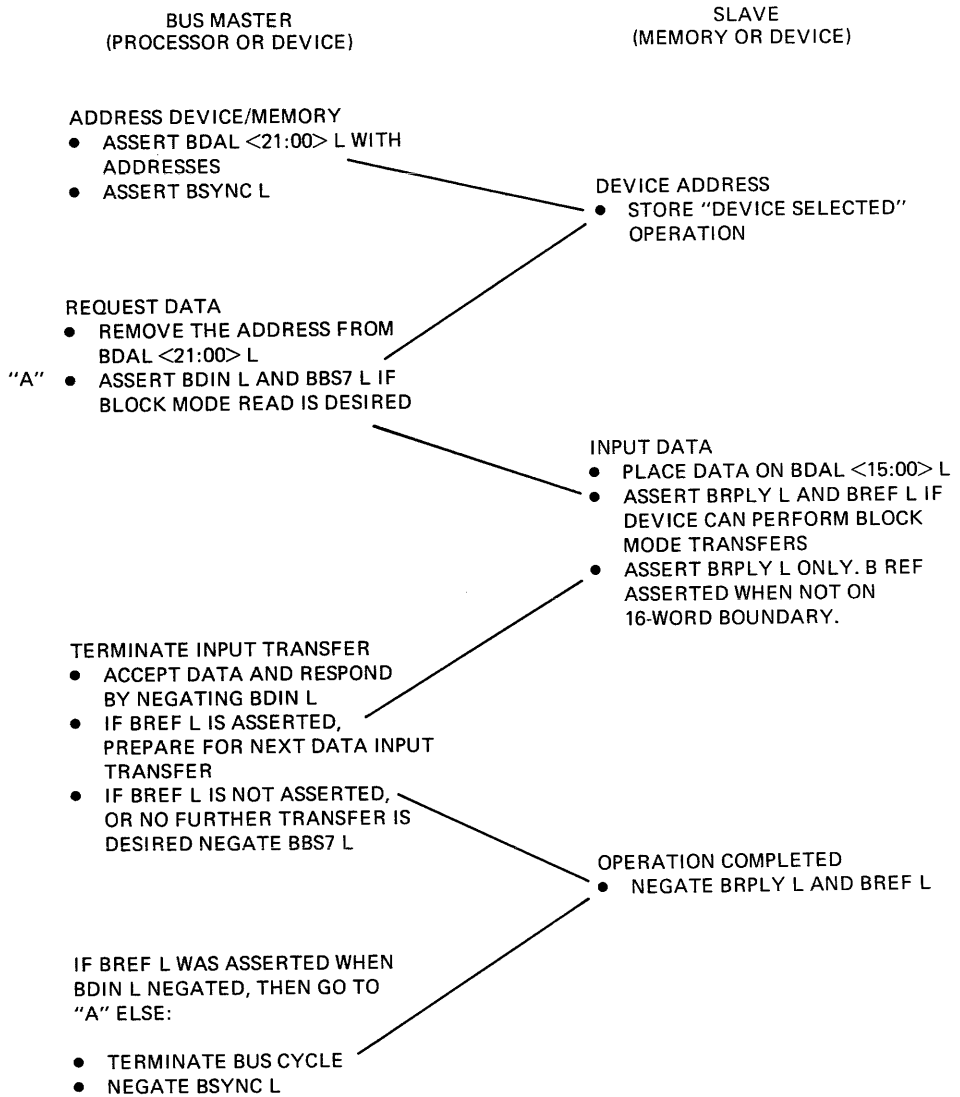 BUS MASTER
(PROCESSOR OR DEVICE)
SLAVE
(MEMORY OR DEVICE)
ADDRESS DEVICE/MEMORY
● ASSERT BDAL <21:00> L WITH
ADDRESSES
● ASSERT BSYNC L
DEVICE ADDRESS
● STORE “DEVICE SELECTED”
OPERATION
REQUEST DATA
● REMOVE THE ADDRESS FROM
BDAL <21:00> L
“A” ● ASSERT BDIN L AND BBS7 L IF
BLOCK MODE READ IS DESIRED
INPUT DATA
● PLACE DATA ON BDAL <15:00> L
● ASSERT BRPLY L AND BREF L IF
DEVICE CAN PERFORM BLOCK
MODE TRANSFERS
● ASSERT BRPLY L ONLY. B REF
ASSERTED WHEN NOT ON
16-WORD BOUNDARY.
TERMINATE INPUT TRANSFER
● ACCEPT DATA AND RESPOND
BY NEGATING BDIN L
● IF BREF L IS ASSERTED,
PREPARE FOR NEXT DATA INPUT
TRANSFER
● IF BREF L IS NOT ASSERTED,
OR NO FURTHER TRANSFER IS
DESIRED NEGATE BBS7 L
OPERATION COMPLETED
● NEGATE BRPLY L AND BREF L
IF BREF L WAS ASSERTED WHEN
BDIN L NEGATED, THEN GO TO
“A” ELSE:
● TERMINATE BUS CYCLE
● NEGATE BSYNC L